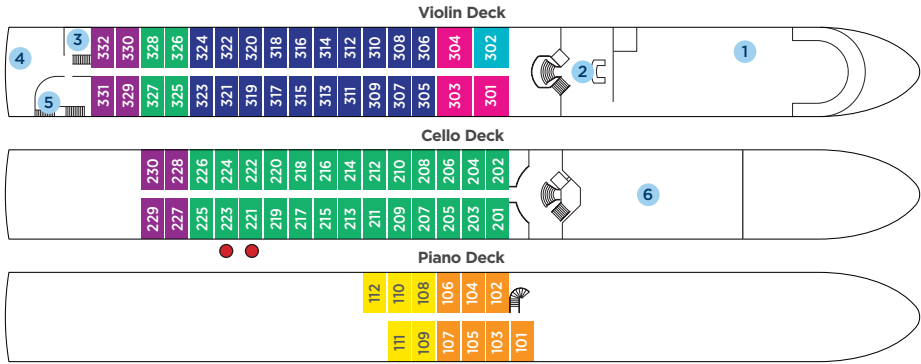 Violin Deck
3
332 330 328 326 324 322 320 318 316 314 312 310 308 306 304 302
4
1
2
5
331 329 327 325 323 321 319 317 315 313 311 309 307 305 303 301
Cello Deck
230 228 226 224 222 220 218 216 214 212 210 208 206 204 202
6
229 227 225 223 221 219 217 215 213 211 209 207 205 203 201
Piano Deck
112 110 108 106 104 102
111 109 107 105 103 101